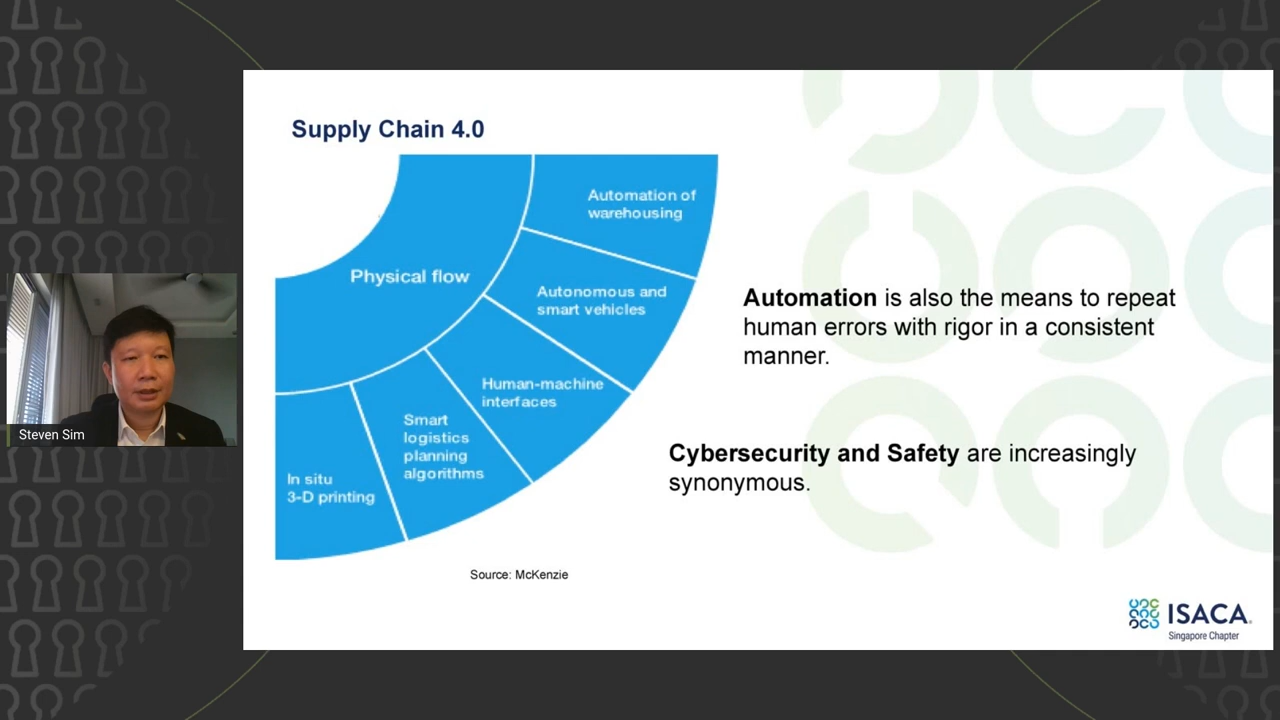 Supply Chain 4.0
Automation of
warehousing
Physical flow
Autonomous and
smart vehicles
Human-machine
interfaces
Smart
logistics
planning
algorithms
In situ
3-D printing
Source: McKenzie
Automation is also the means to repeat
human errors with rigor in a consistent
manner.
Cybersecurity and Safety are increasingly
synonymous.
Steven Sim
ISACA.
Singapore Chapter